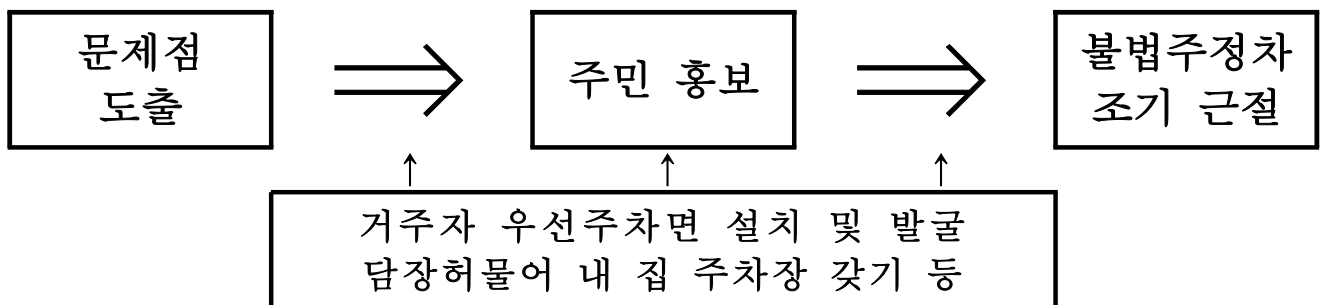 문제점
도출
주민 홍보
불법주정차
조기 근절
거주자 우선주차면 설치 및 발굴
담장허물어 내 집 주차장 갖기 등